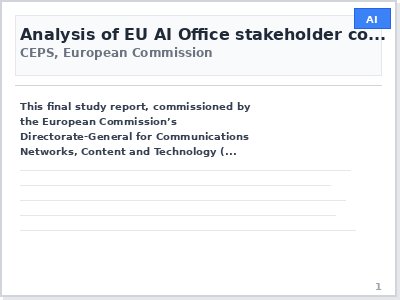 AI
Analysis of EU AI Office stakeholder co...
CEPS, European Commission
This final study report, commissioned by
the European Commission’s
Directorate-General for Communications
Networks, Content and Technology (...
1